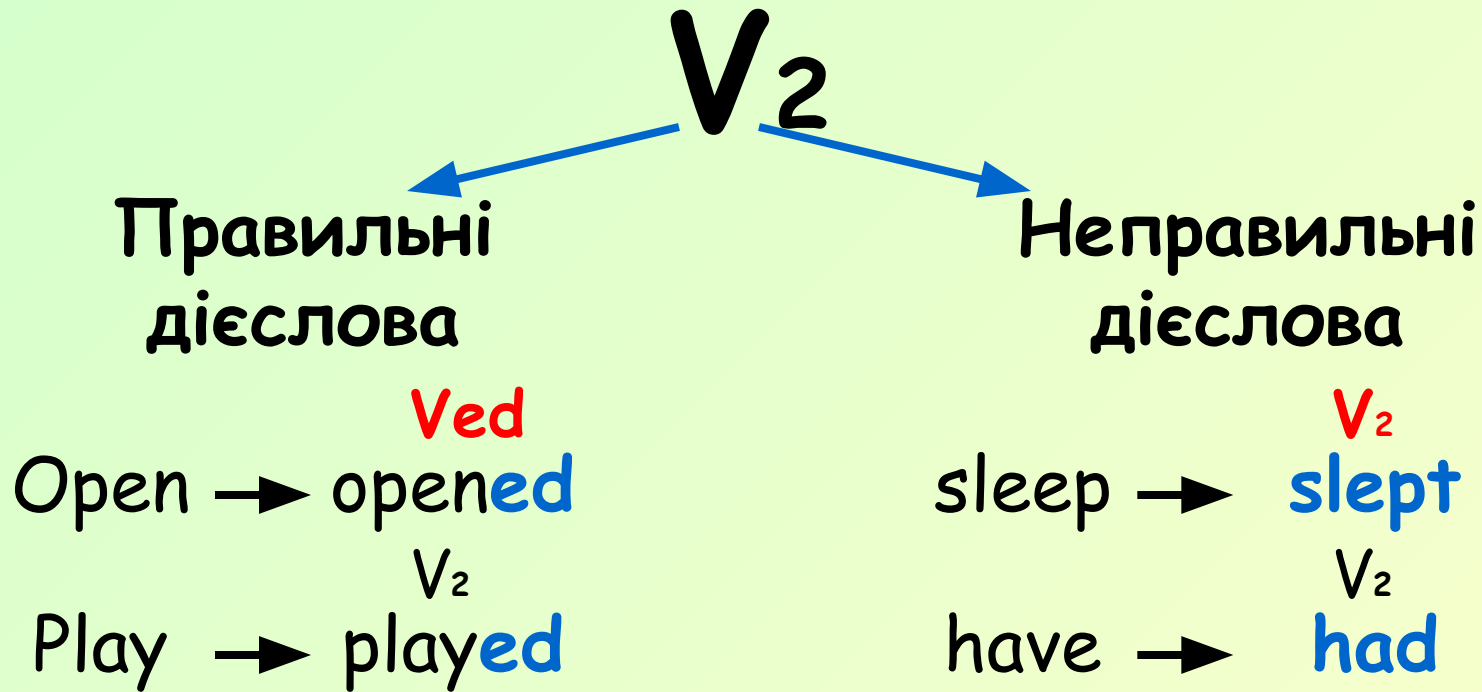 V2
Правильні
дієслова
Ved
Open opened
V2
Play played
Неправильні
дієслова
V2
sleep slept
V2
have had